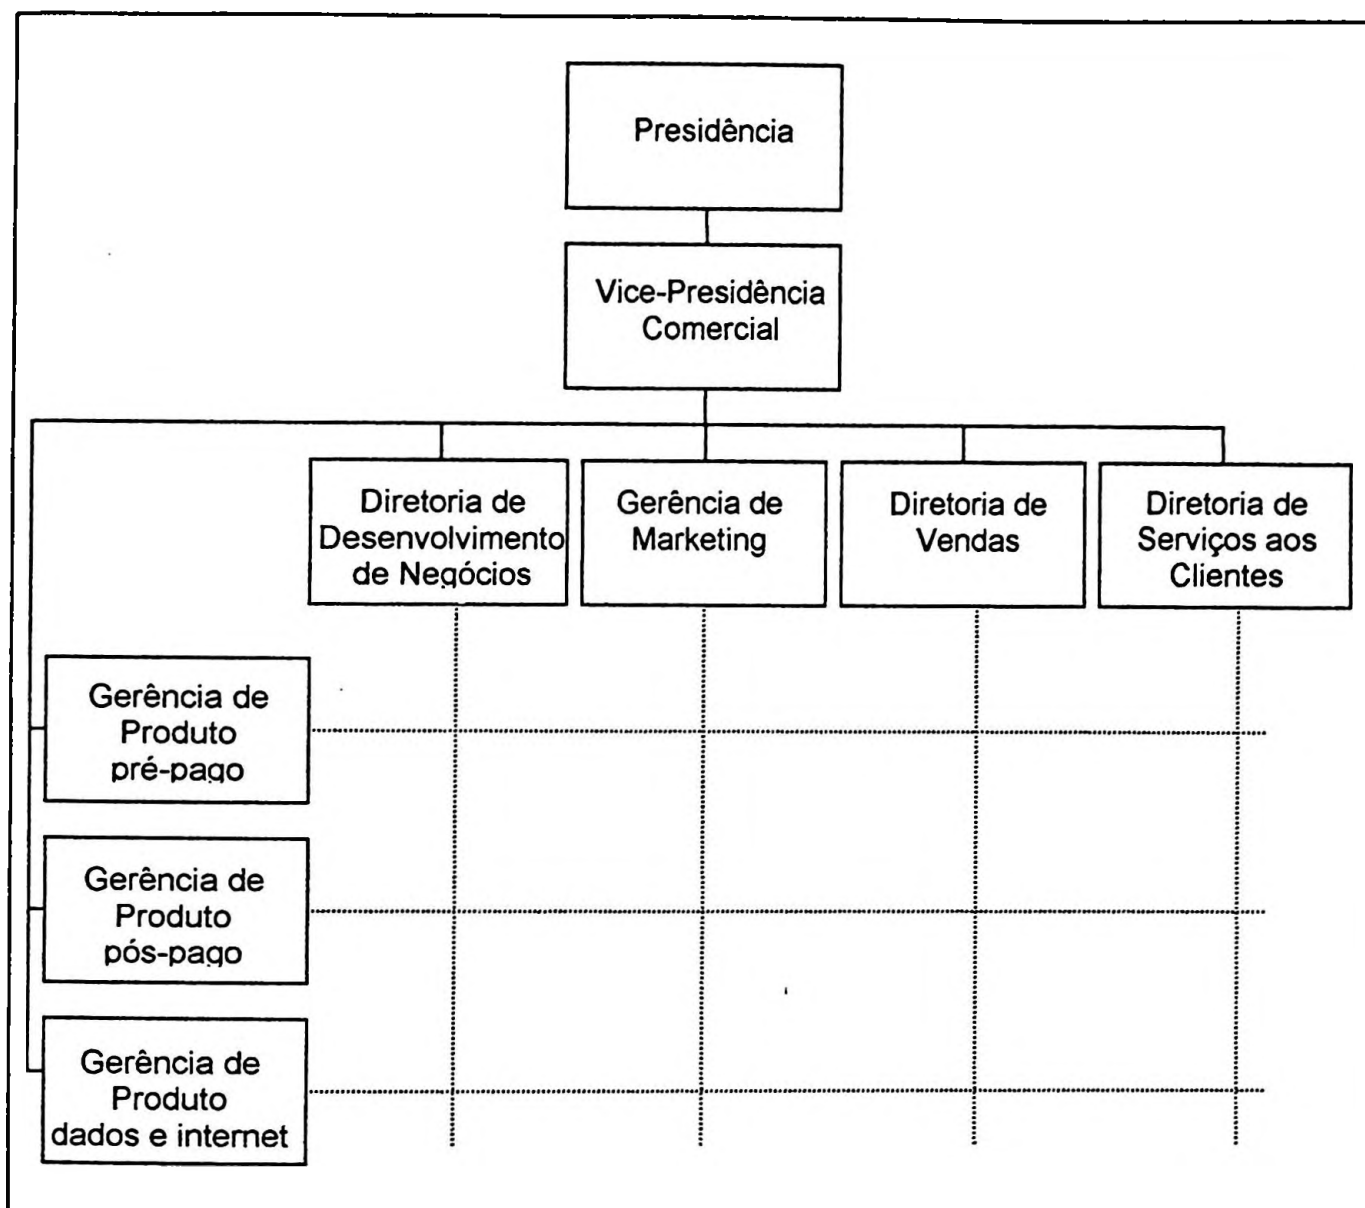 Presidência
Vice-Presidência
Comercial
Diretoria de
Desenvolvimento
de Negócios
Gerência de
Marketing
Diretoria de
Vendas
Diretoria de
Serviços aos
Clientes
Gerência de
Produto
pré-pago
Gerência de
Produto
pós-pago
Gerência de
Produto
dados e internet